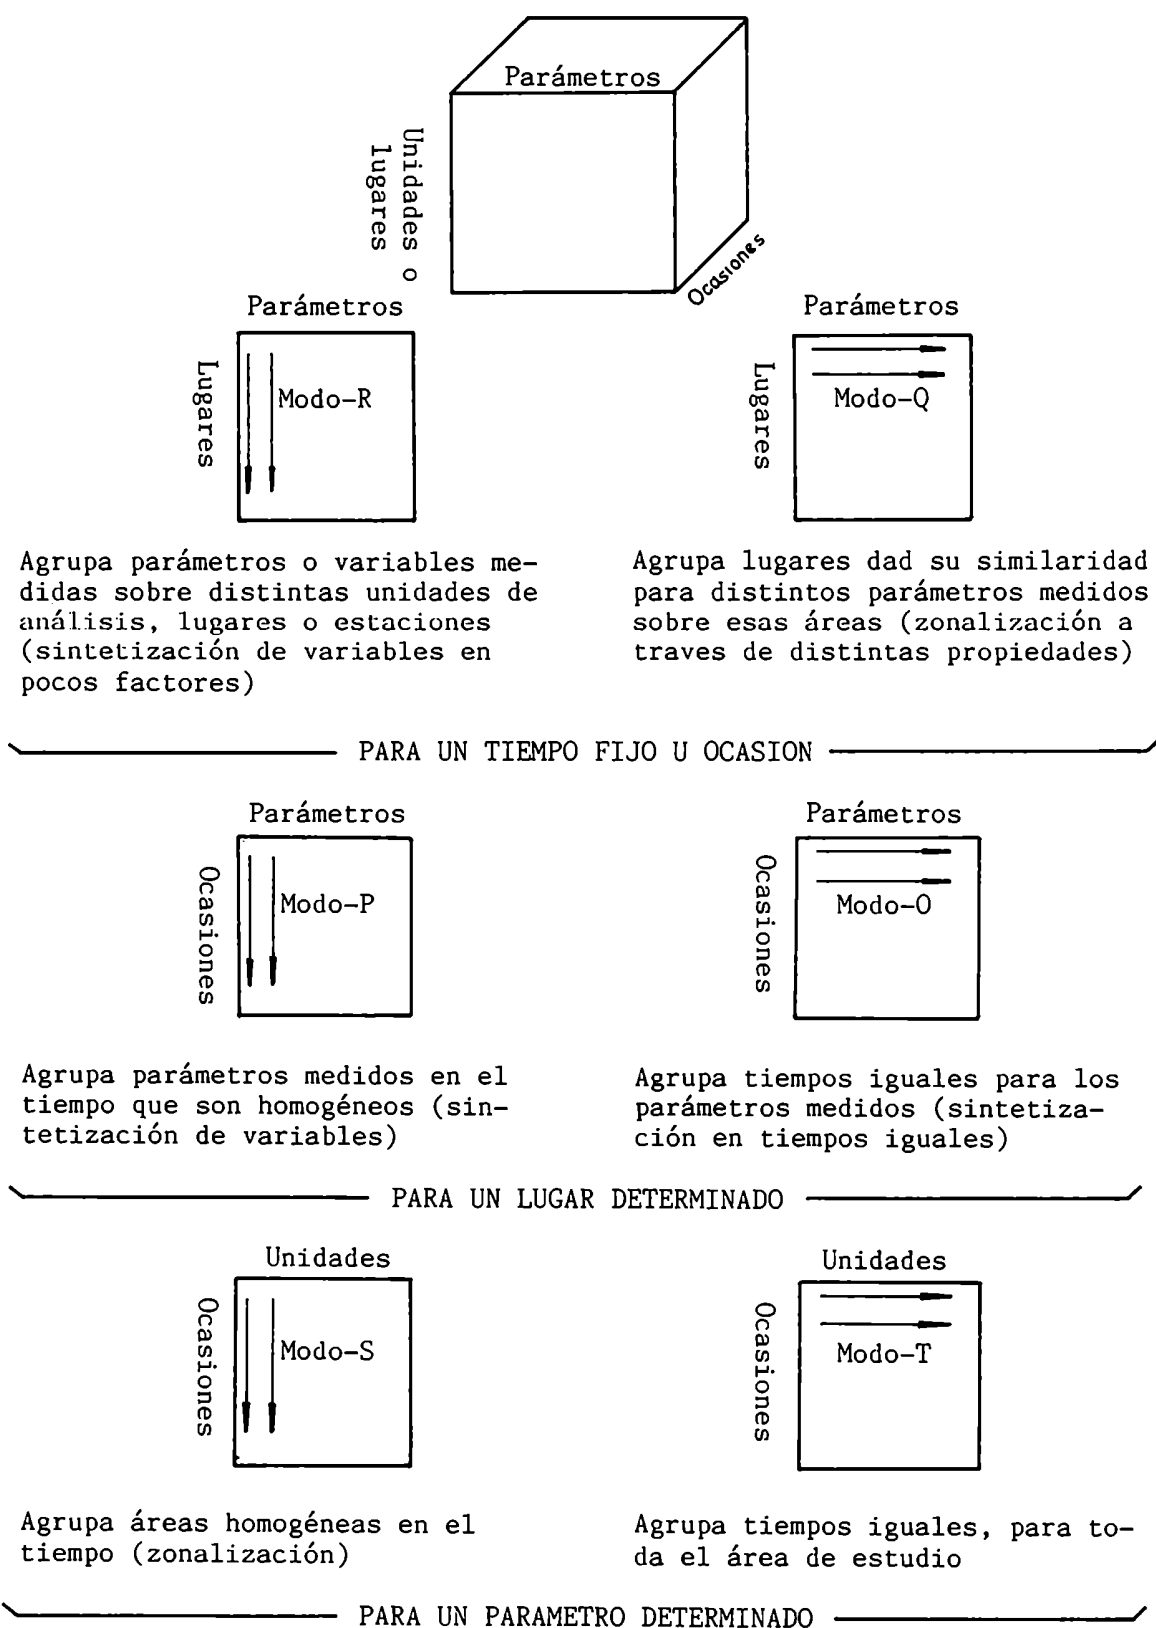 Parámetros
Unidades o
lugares
Ocasiones
Parámetros
Lugares
Modo-R
Parámetros
Lugares
Modo-Q
Agrupa parámetros o variables me-
didas sobre distintas unidades de
análisis, lugares o estaciones
(sintetización de variables en
pocos factores)
Agrupa lugares dad su similaridad
para distintos parámetros medidos
sobre esas áreas (zonalización a
traves de distintas propiedades)
PARA UN TIEMPO FIJO U OCASION
Parámetros
Ocasiones
Modo-P
Parámetros
Ocasiones
Modo-O
Agrupa parámetros medidos en el
tiempo que son homogéneos (sin-
tetización de variables)
Agrupa tiempos iguales para los
parámetros medidos (sintetiza-
ción en tiempos iguales)
PARA UN LUGAR DETERMINADO
Unidades
Ocasiones
Modo-S
Unidades
Ocasiones
Modo-T
Agrupa áreas homogéneas en el
tiempo (zonalización)
Agrupa tiempos iguales, para to-
da el área de estudio
PARA UN PARAMETRO DETERMINADO